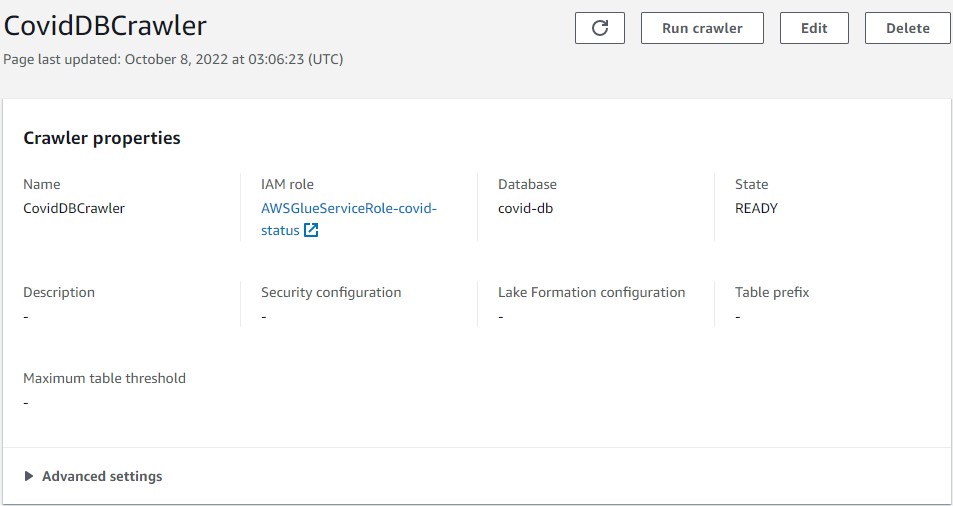 CovidDBCrawler
Run crawler
Edit
Delete
Page last updated: October 8, 2022 at 03:06:23 (UTC)
Crawler properties
Name
CovidDBCrawler
IAM role
AWSGlueServiceRole-covid-
status
Database
covid-db
State
READY
Description
-
Security configuration
-
Lake Formation configuration
-
Table prefix
-
Maximum table threshold
-
Advanced settings